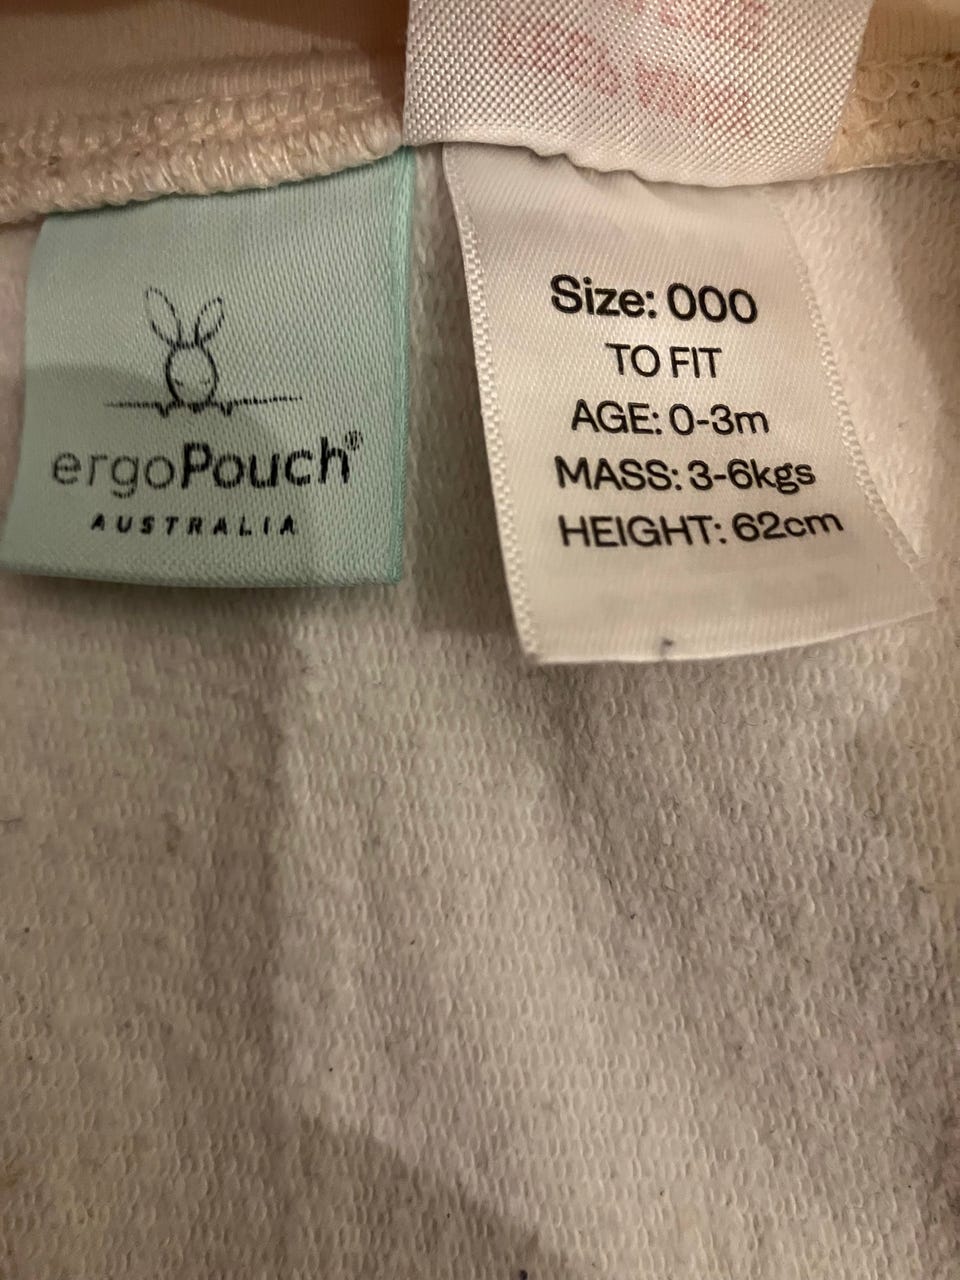 ergoPouch®
AUSTRALIA
Size: 000
TO FIT
AGE: 0-3m
MASS: 3-6kgs
HEIGHT: 62cm